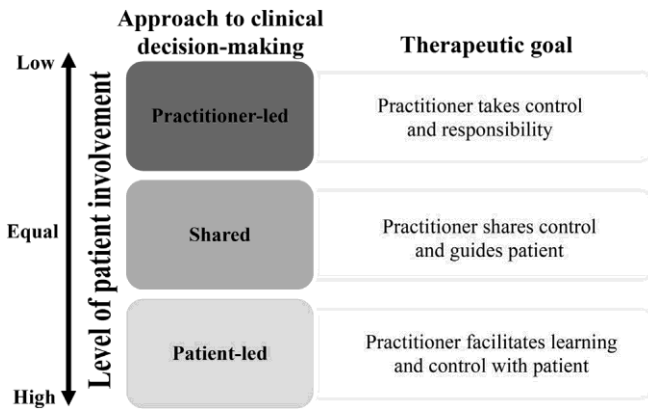 Approach to clinical
decision-making
Therapeutic goal
Low
Equal
High
Level of patient involvement
Practitioner-led
Practitioner takes control
and responsibility
Shared
Practitioner shares control
and guides patient
Patient-led
Practitioner facilitates learning
and control with patient